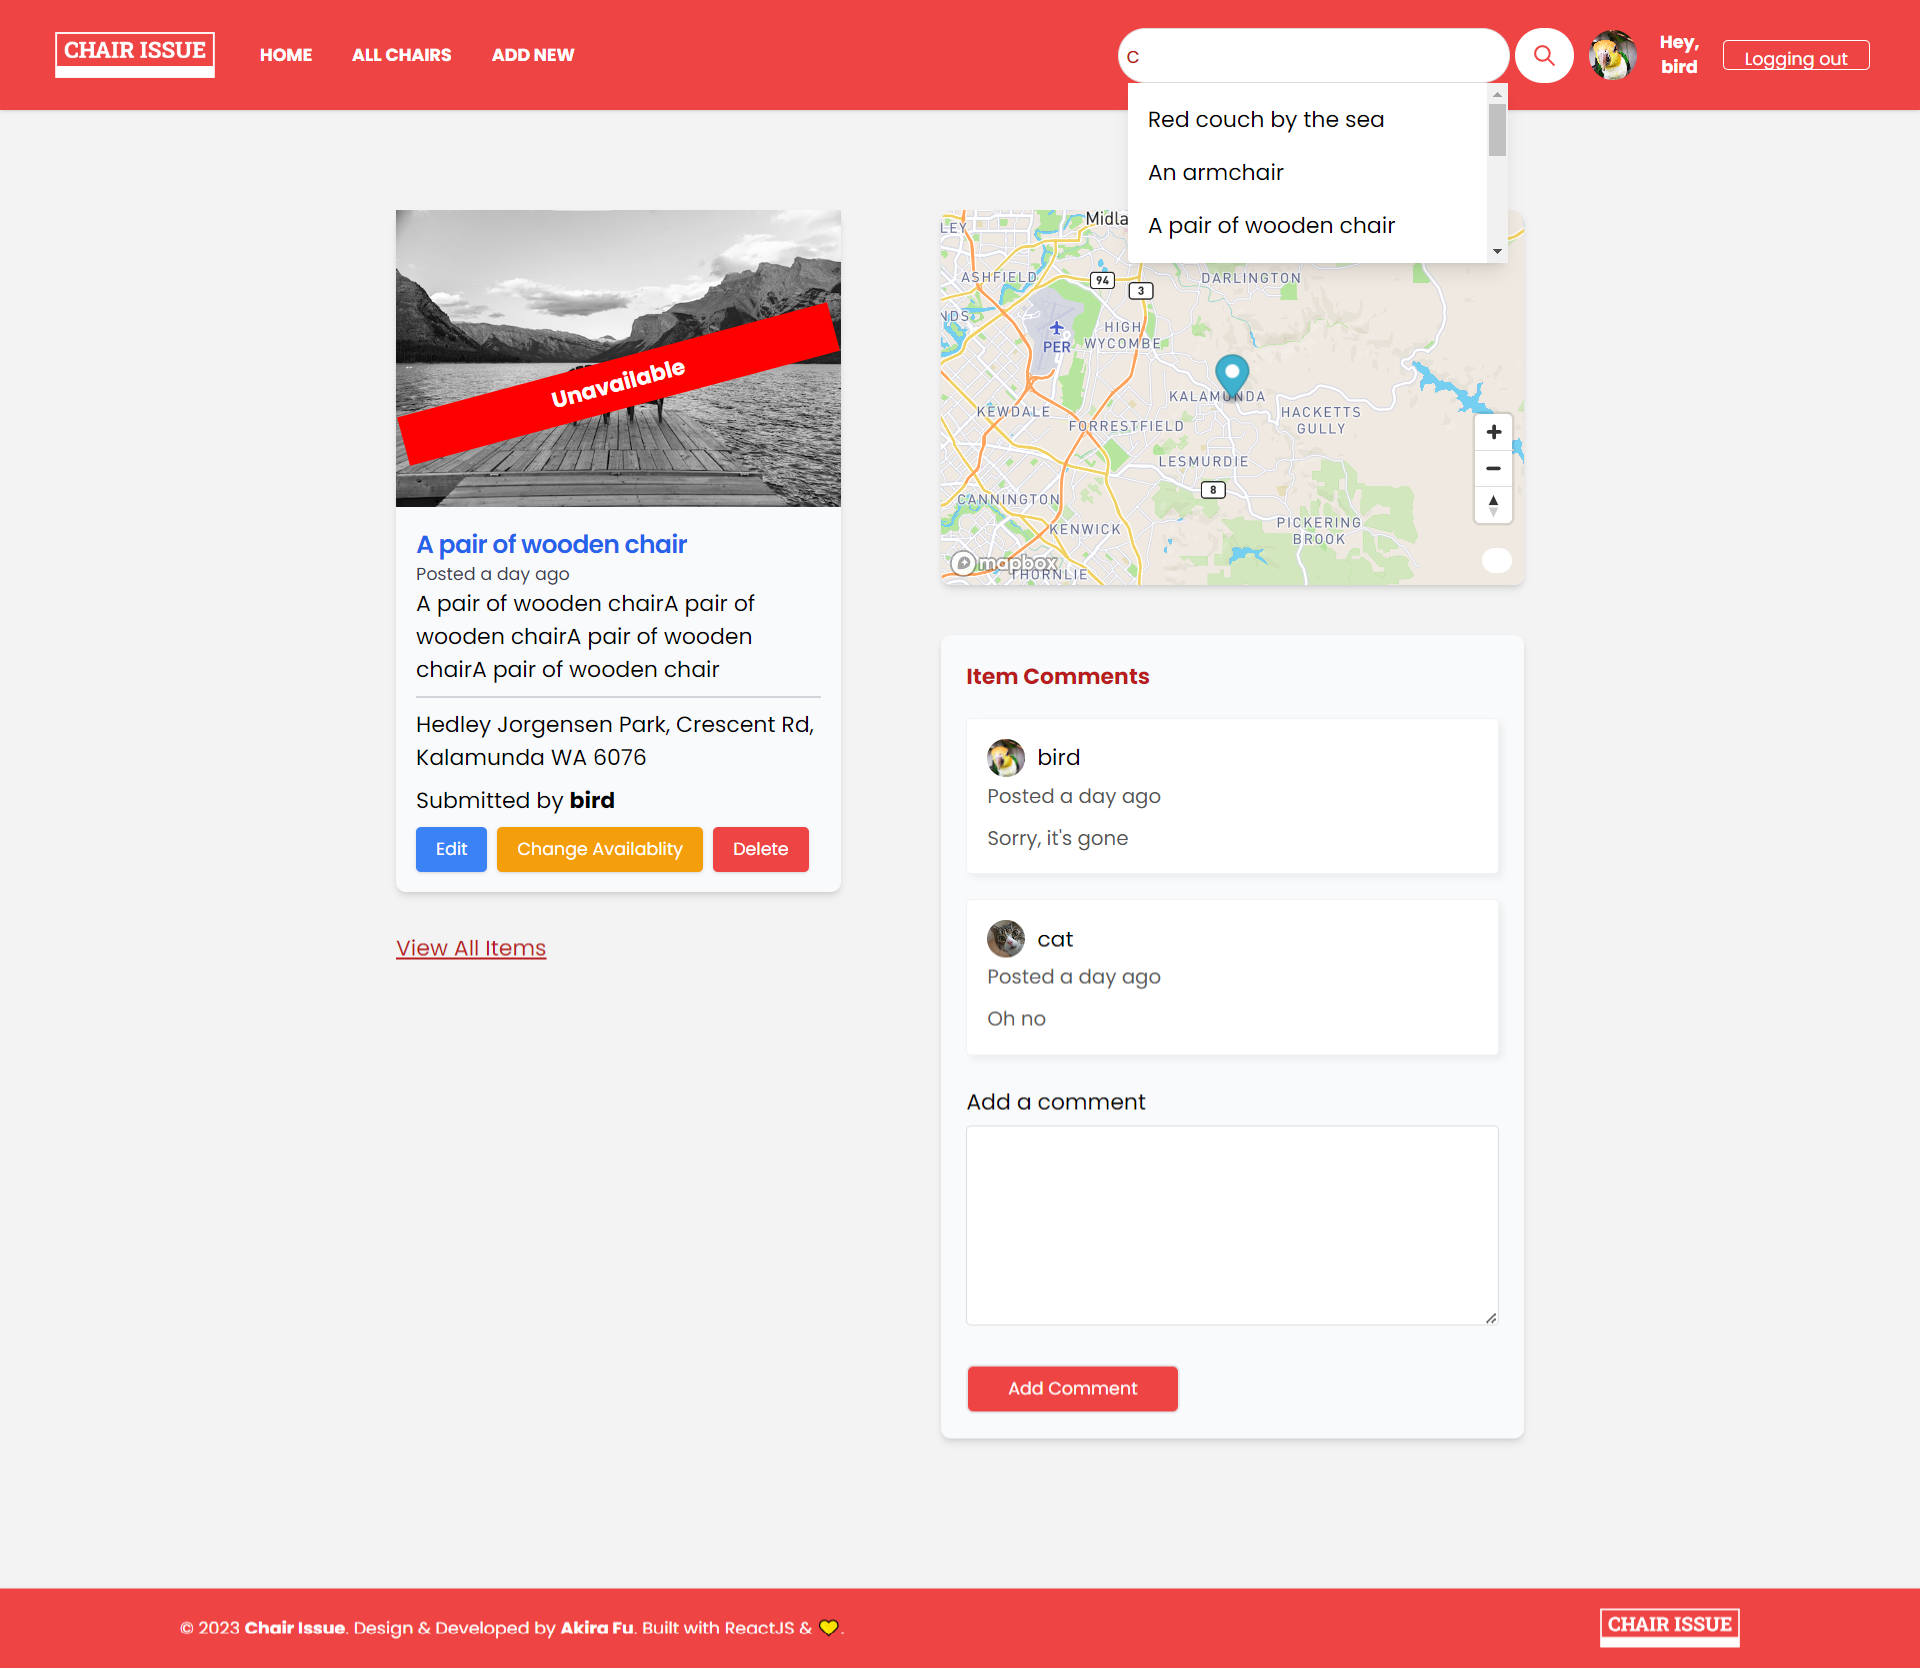 CHAIR ISSUE
HOME
ALL CHAIRS
ADD NEW
C
Hey,
bird
Logging out
Red couch by the sea
An armchair
A pair of wooden chair
Unavailable
A pair of wooden chair
Posted a day ago
A pair of wooden chairA pair of
wooden chairA pair of wooden
chairA pair of wooden chair
Hedley Jorgensen Park, Crescent Rd,
Kalamunda WA 6076
Submitted by bird
Edit
Change Availablity
Delete
View All Items
Midla
LEY
ASHFIELD
94
3
DARLINGTON
NDS
HIGH
WYCOMBE
PER
KALAMUNDA
KEWDALE
FORRESTFIELD
HACKETTS
GULLY
LESMURDIE
8
CANNINGTON
KENWICK
PICKERING
BROOK
mapbox
THORNLIE
Item Comments
bird
Posted a day ago
Sorry, it's gone
cat
Posted a day ago
Oh no
Add a comment
Add Comment
© 2023 Chair Issue. Design & Developed by Akira Fu. Built with ReactJS & 💛.
CHAIR ISSUE